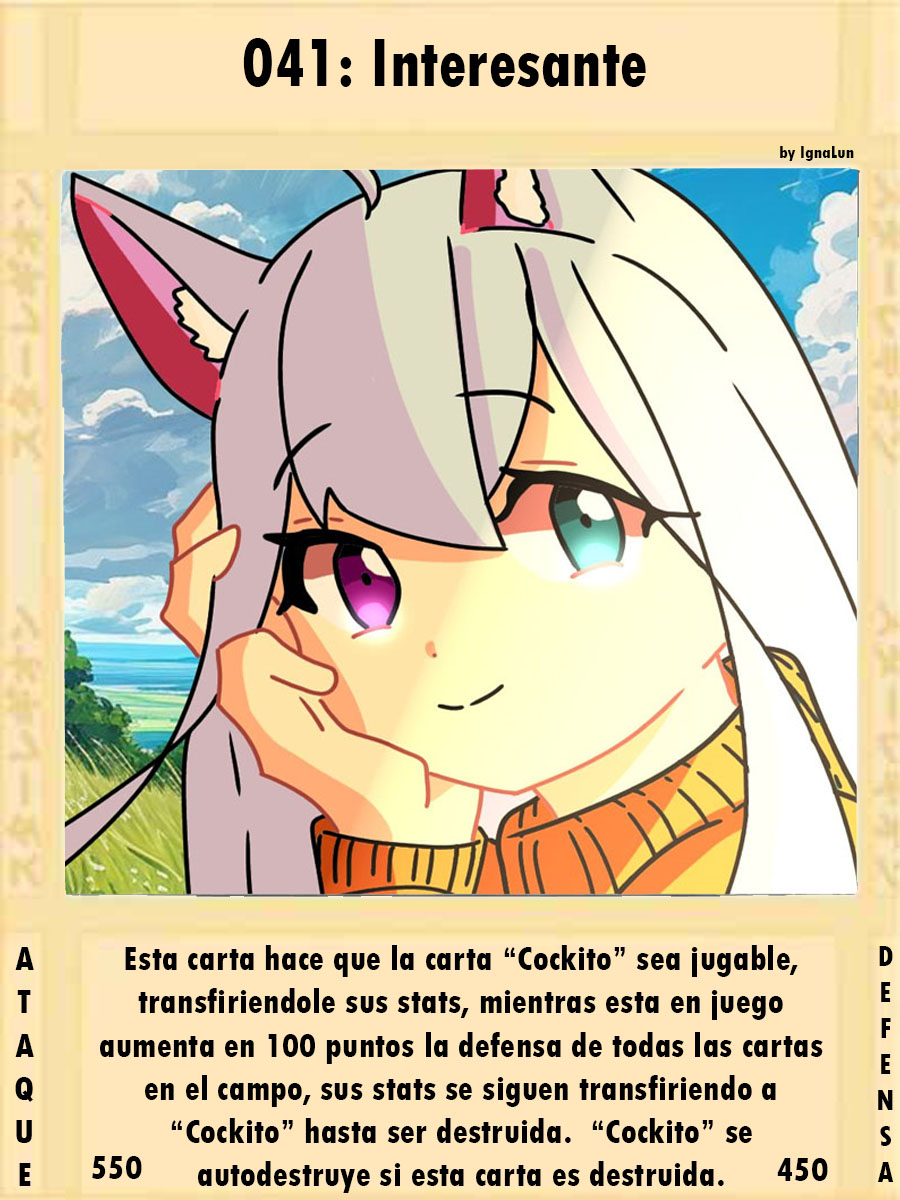 041: Interesante
by IgnaLun
Esta carta hace que la carta “Cockito” sea jugable,
transfiriendole sus stats, mientras esta en juego
aumenta en 100 puntos la defensa de todas las cartas
en el campo, sus stats se siguen transfiriendo a
“Cockito” hasta ser destruida. “Cockito” se
autodestruye si esta carta es destruida.
ATAQUE
550
450
DEFENSA